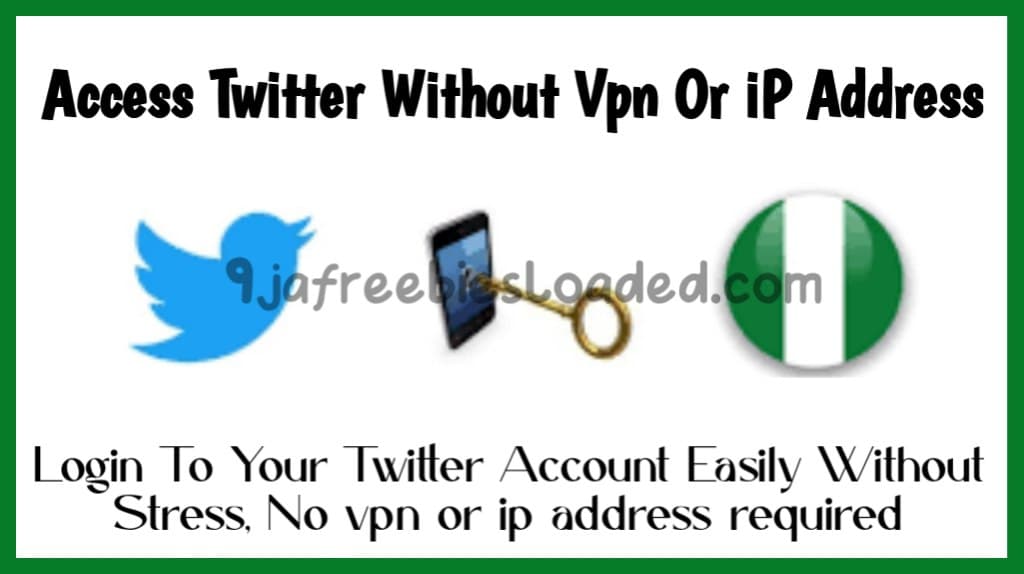 Access Twitter Without Vpn Or iP Address
9jafreebiesLoaded.com
Login To Your Twitter Account Easily Without
Stress, No vpn or ip address required